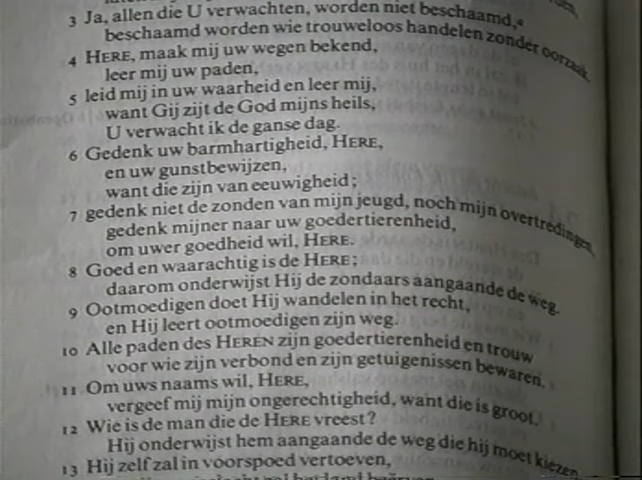 3 Ja, allen die U verwachten, worden niet beschaamd,
beschaamd worden wie trouweloos handelen zonder oorzaak.
4 HERE, maak mij uw wegen bekend,
leer mij uw paden,
5 leid mij in uw waarheid en leer mij,
want Gij zijt de God mijns heils,
U verwacht ik de ganse dag.
6 Gedenk uw barmhartigheid, HERE,
en uw gunstbewijzen,
want die zijn van eeuwigheid;
7 gedenk niet de zonden van mijn jeugd, noch mijn overtredingen,
gedenk mijner naar uw goedertierenheid,
om uwer goedheid wil, HERE.
8 Goed en waarachtig is de HERE;
daarom onderwijst Hij de zondaars aangaande de weg.
9 Ootmoedigen doet Hij wandelen in het recht,
en Hij leert ootmoedigen zijn weg.
10 Alle paden des HEREN zijn goedertierenheid en trouw
voor wie zijn verbond en zijn getuigenissen bewaren.
11 Om uws naams wil, HERE,
vergeef mij mijn ongerechtigheid, want die is groot.
12 Wie is de man die de HERE vreest?
Hij onderwijst hem aangaande de weg die hij moet kiezen.
13 Hij zelf zal in voorspoed vertoeven,